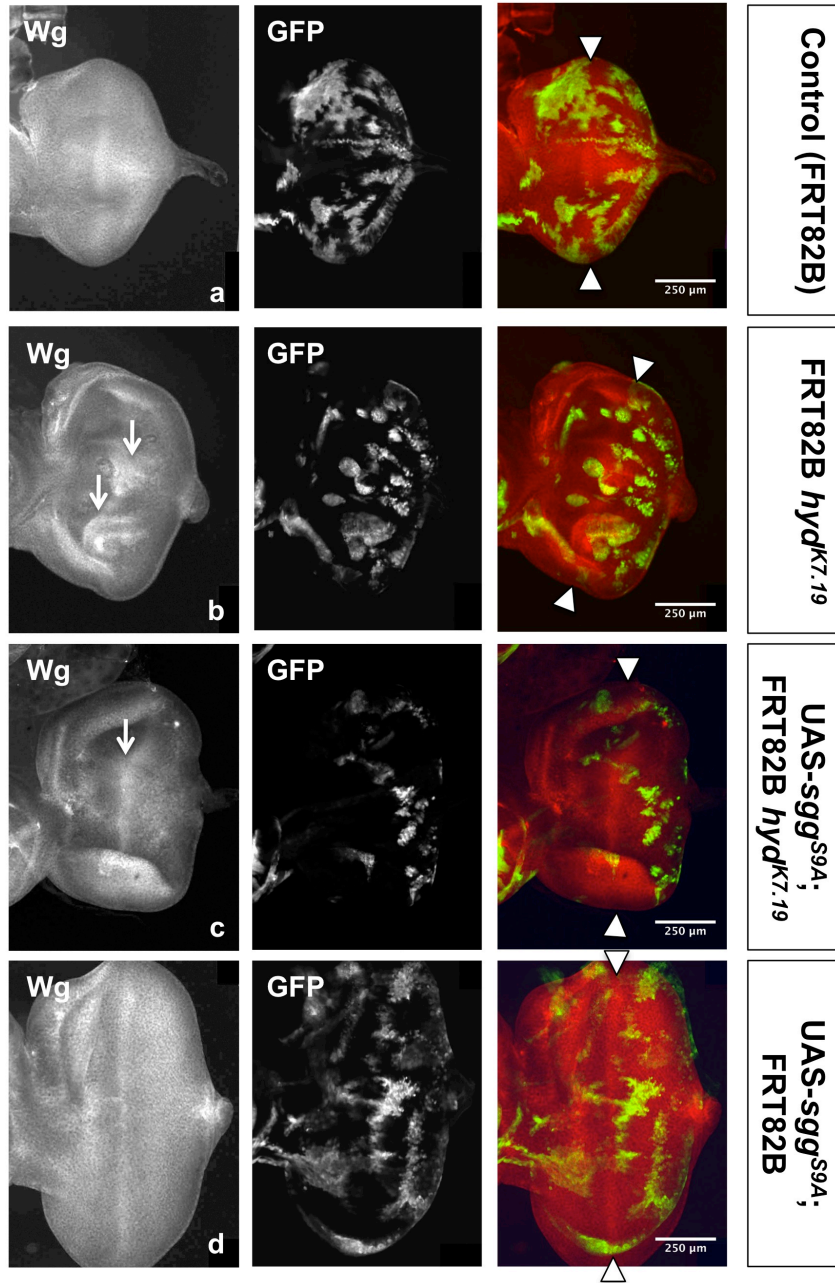 Wg
GFP
Control (FRT82B)
a
250 µm
Wg
GFP
FRT82B hydK7.19
b
250 µm
Wg
GFP
UAS-sggS9A;
FRT82B hydK7.19
c
250 µm
Wg
GFP
UAS-sggS9A;
FRT82B
d
250 µm